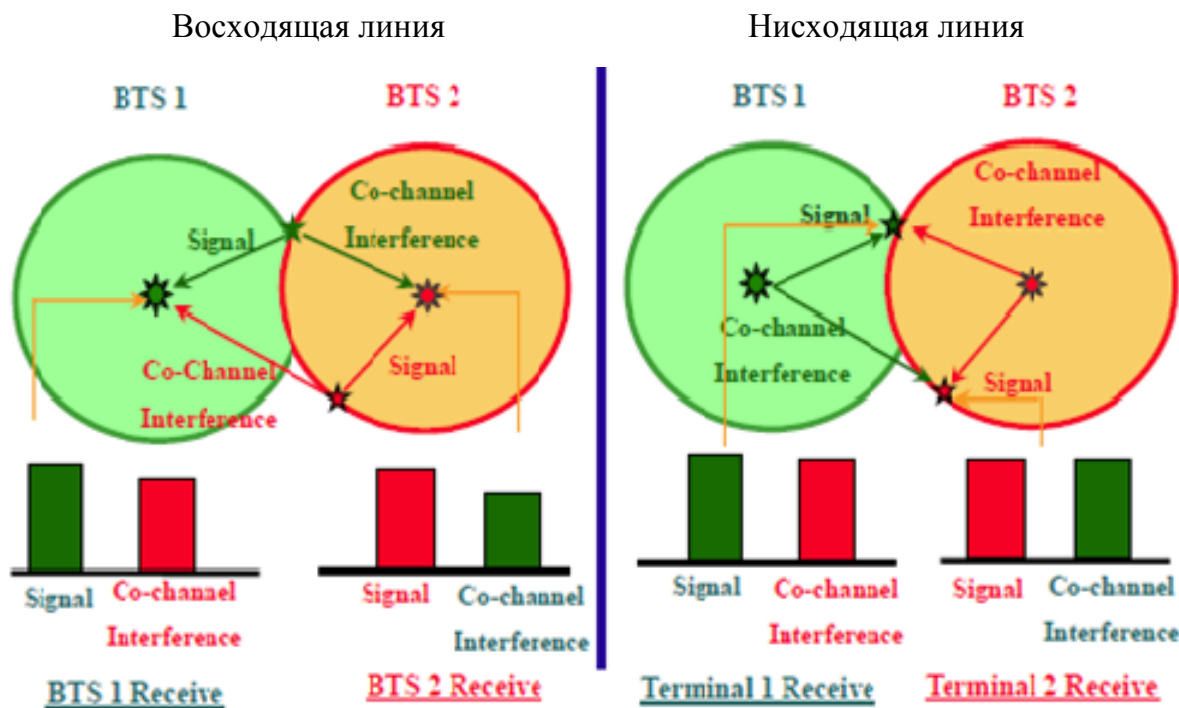 Восходящая линия
BTS 1
BTS 2
Co-channel
Interference
Signal
Co-Channel
Interference
Signal
Signal
Co-channel
Interference
Signal
Co-channel
Interference
BTS 1 Receive
BTS 2 Receive
Нисходящая линия
BTS 1
BTS 2
Co-channel
Interference
Signal
Co-channel
Interference
Signal
Signal
Co-channel
Interference
Signal
Co-channel
Interference
Terminal 1 Receive
Terminal 2 Receive